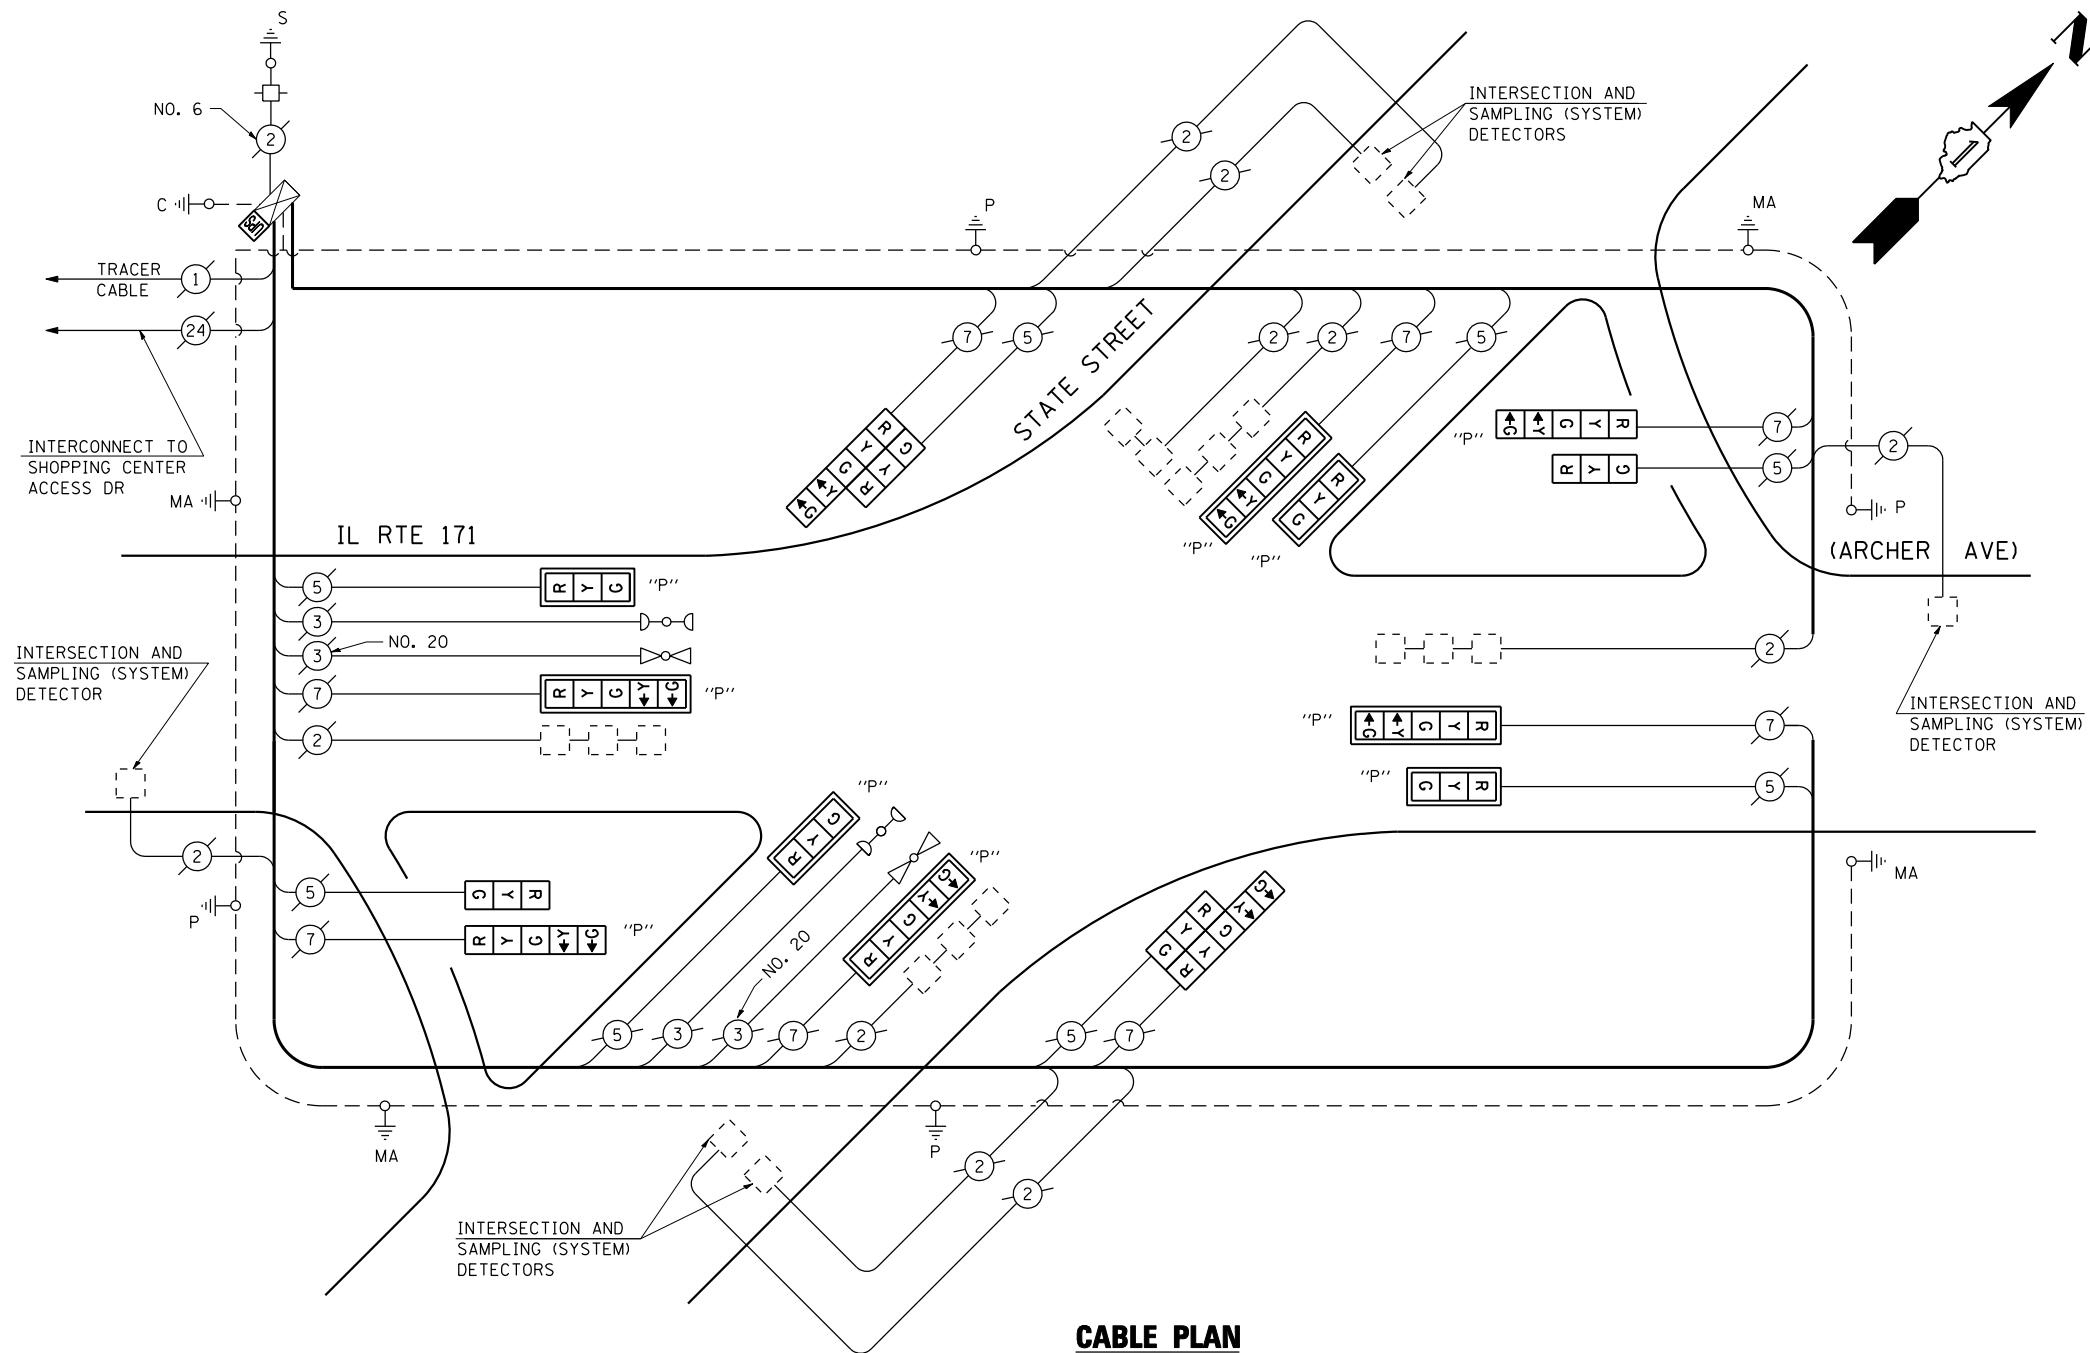 S
NO. 6
2
C
UPS
TRACER
CABLE
1
24
INTERCONNECT TO
SHOPPING CENTER
ACCESS DR
MA
IL RTE 171
P
MA
N
1
2
2
INTERSECTION AND
SAMPLING (SYSTEM)
DETECTORS
7
5
STATE STREET
R Y G Y G
G Y R
2
2
7
5
R Y G Y G
"P"
R Y G
"P"
G Y G Y R
"P"
7
R Y G
5
2
P
(ARCHER AVE)
5
R Y G
"P"
3
3
NO. 20
7
R Y G Y G
"P"
2
INTERSECTION AND
SAMPLING (SYSTEM)
DETECTOR
2
INTERSECTION AND
SAMPLING (SYSTEM)
DETECTOR
"P"
G Y G Y R
7
"P"
G Y R
5
MA
2
P
5
G Y R
7
R Y G Y G
"P"
G Y R
"P"
G Y G Y R
"P"
NO. 20
5
3
3
7
2
R Y G
G Y G Y R
5
7
MA
P
2
2
INTERSECTION AND
SAMPLING (SYSTEM)
DETECTORS
CABLE PLAN